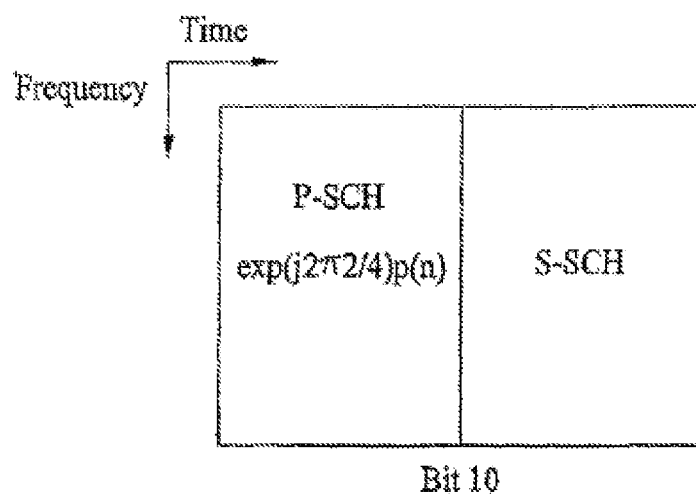 Time
Frequency
P-SCH
exp(j2π2/4)p(n)
S-SCH
Bit 10